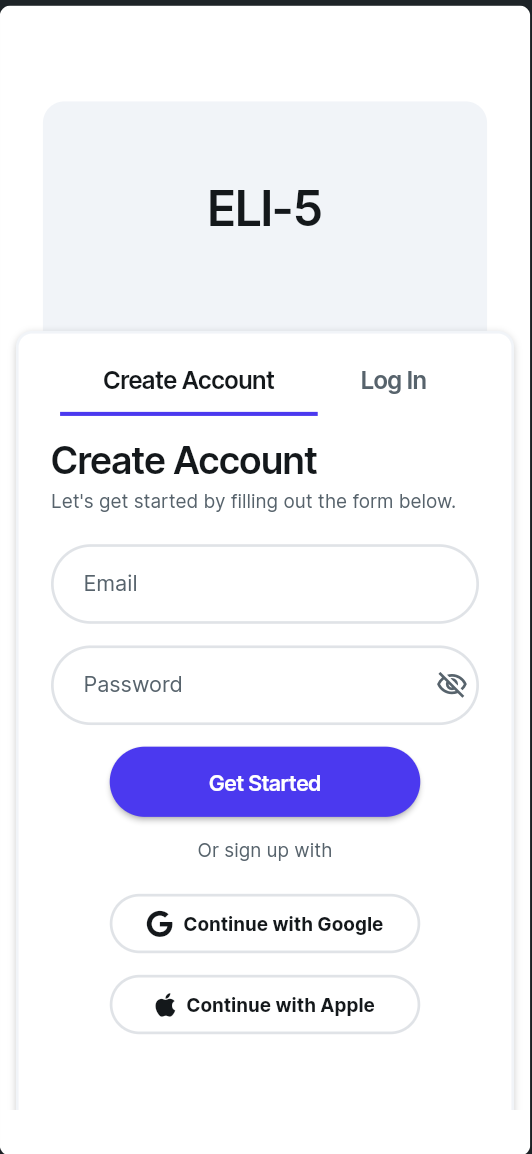 ELI-5
Create Account
Log In
Create Account
Let's get started by filling out the form below.
Email
Password
Get Started
Or sign up with
Continue with Google
Continue with Apple